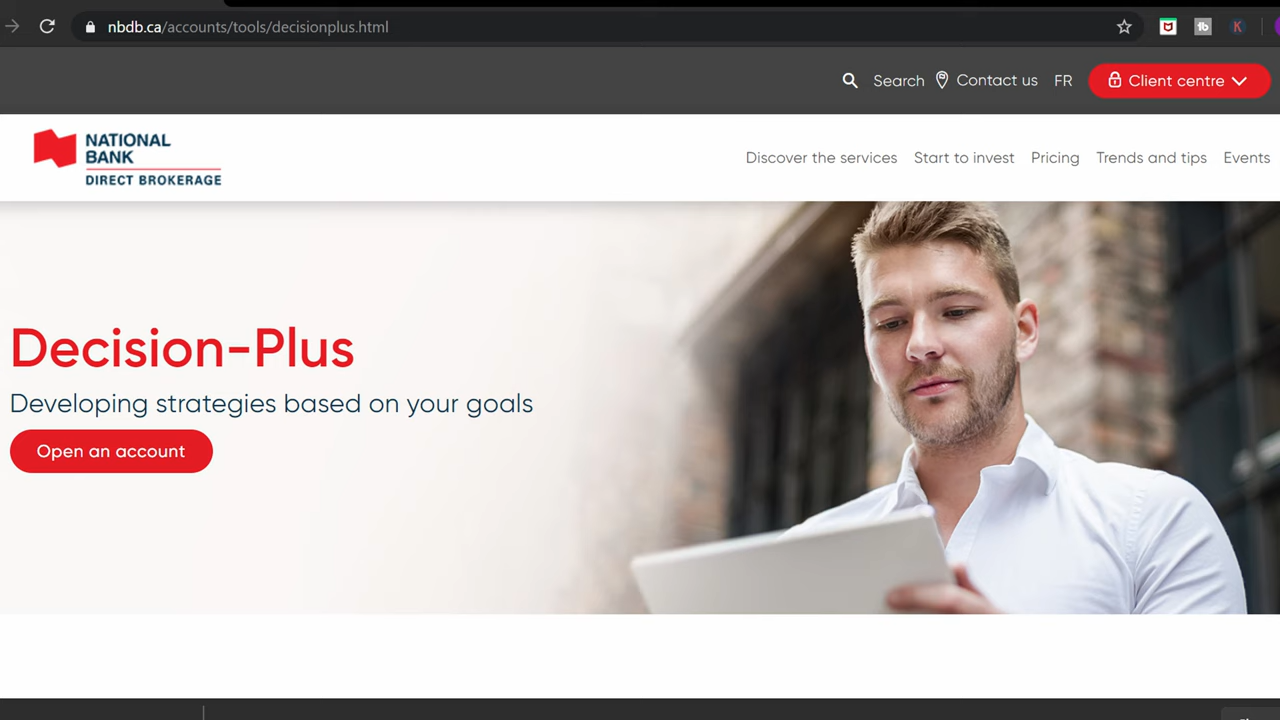 nbdb.ca/accounts/tools/decisionplus.html
Search Contact us FR Client centre
NATIONAL
BANK
DIRECT BROKERAGE
Discover the services Start to invest Pricing Trends and tips Events
Decision-Plus
Developing strategies based on your goals
Open an account